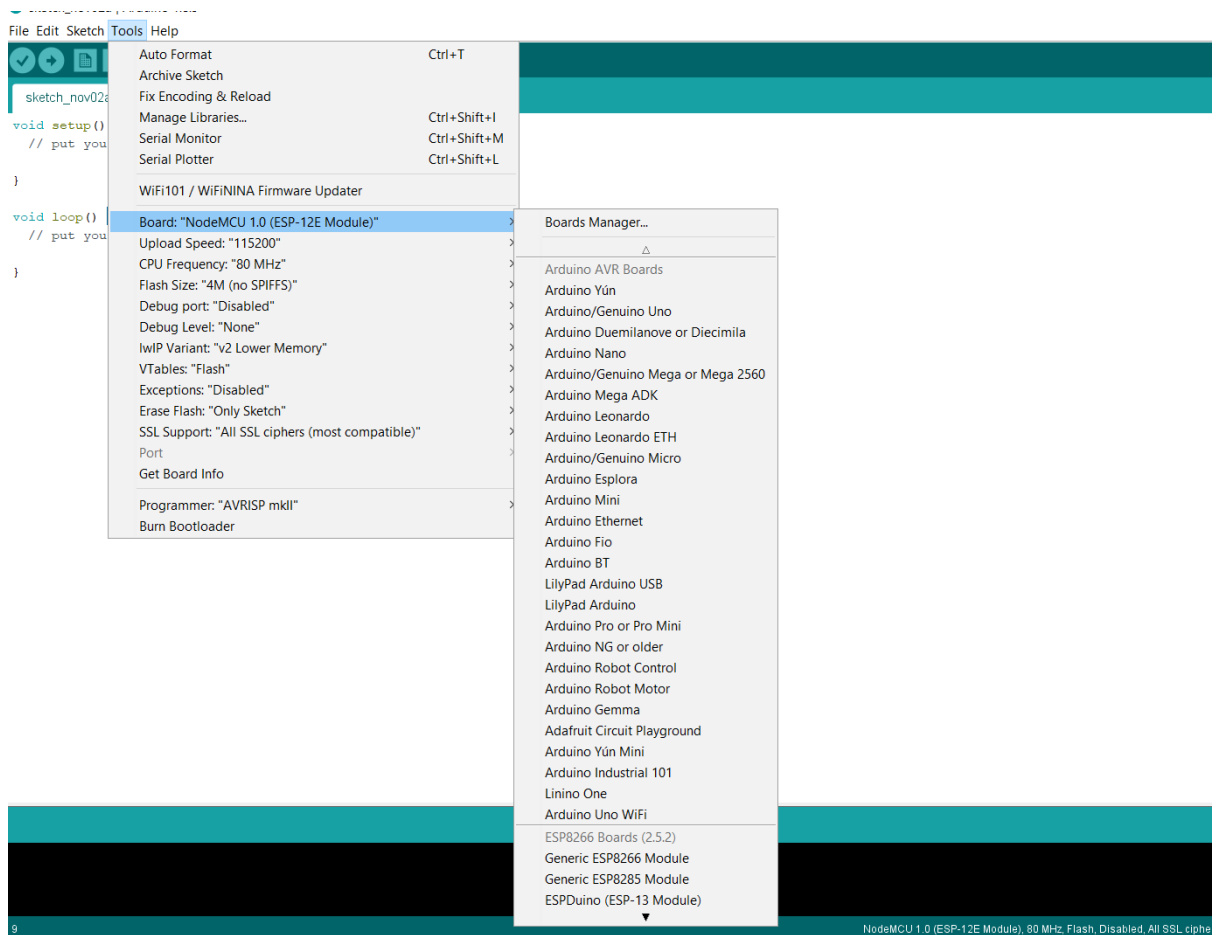 File Edit Sketch Tools Help
sketch_nov02a
void setup()
// put you
}
void loop()
// put you
}
Auto Format Ctrl+T
Archive Sketch
Fix Encoding & Reload
Manage Libraries... Ctrl+Shift+I
Serial Monitor Ctrl+Shift+M
Serial Plotter Ctrl+Shift+L
WiFi101 / WiFiNINA Firmware Updater
Board: "NodeMCU 1.0 (ESP-12E Module)"
Upload Speed: "115200"
CPU Frequency: "80 MHz"
Flash Size: "4M (no SPIFFS)"
Debug port: "Disabled"
Debug Level: "None"
lwIP Variant: "v2 Lower Memory"
VTables: "Flash"
Exceptions: "Disabled"
Erase Flash: "Only Sketch"
SSL Support: "All SSL ciphers (most compatible)"
Port
Get Board Info
Programmer: "AVRISP mkII"
Burn Bootloader
Boards Manager...
Arduino AVR Boards
Arduino Yún
Arduino/Genuino Uno
Arduino Duemilanove or Diecimila
Arduino Nano
Arduino/Genuino Mega or Mega 2560
Arduino Mega ADK
Arduino Leonardo
Arduino Leonardo ETH
Arduino/Genuino Micro
Arduino Esplora
Arduino Mini
Arduino Ethernet
Arduino Fio
Arduino BT
LilyPad Arduino USB
LilyPad Arduino
Arduino Pro or Pro Mini
Arduino NG or older
Arduino Robot Control
Arduino Robot Motor
Arduino Gemma
Adafruit Circuit Playground
Arduino Yún Mini
Arduino Industrial 101
Linino One
Arduino Uno WiFi
ESP8266 Boards (2.5.2)
Generic ESP8266 Module
Generic ESP8285 Module
ESPDuino (ESP-13 Module)
9
NodeMCU 1.0 (ESP-12E Module), 80 MHz, Flash, Disabled, All SSL ciphe